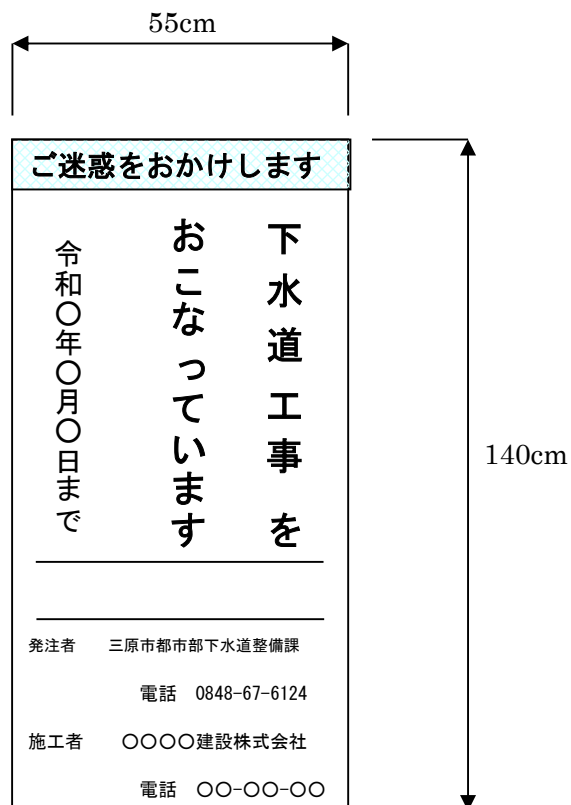 55cm
ご迷惑をおかけします
下水道工事を
おこなっています
令和〇年〇月〇日まで
140cm
発注者　三原市都市部下水道整備課
電話　0848-67-6124
施工者　〇〇〇〇建設株式会社
電話　〇〇-〇〇-〇〇